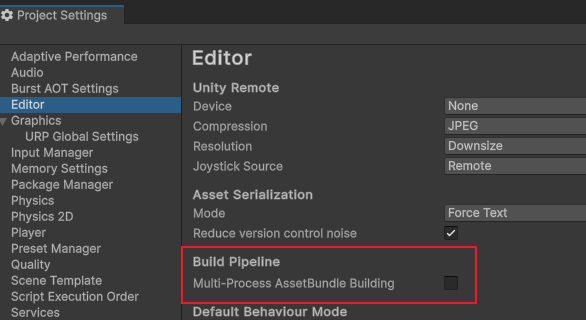 Project Settings
Adaptive Performance
Audio
Burst AOT Settings
Editor
Graphics
URP Global Settings
Input Manager
Memory Settings
Package Manager
Physics
Physics 2D
Player
Preset Manager
Quality
Scene Template
Script Execution Order
Services
Editor
Unity Remote
Device None
Compression JPEG
Resolution Downsize
Joystick Source Remote
Asset Serialization
Mode Force Text
Reduce version control noise
Build Pipeline
Multi-Process AssetBundle Building
Default Behaviour Mode